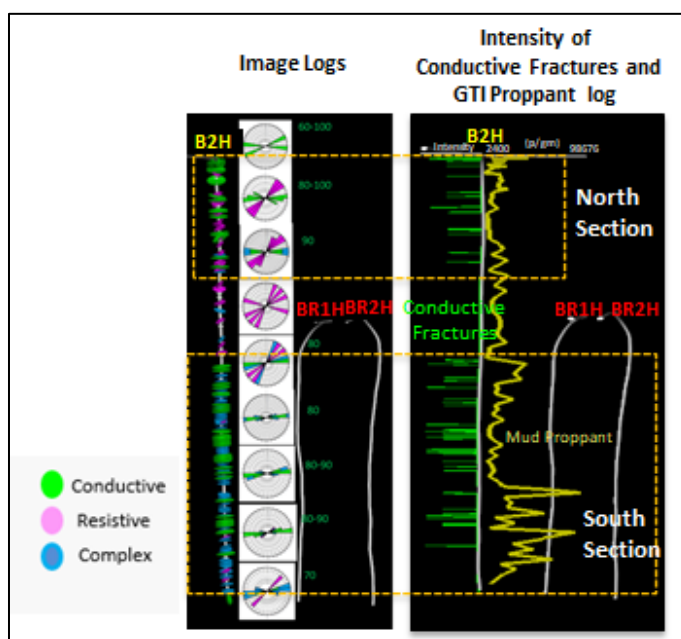 Image Logs
Intensity of
Conductive Fractures and
GTI Proppant log
B2H
60-100
80-100
90
BR1H
BR2H
80
80
80-90
80-90
70
B2H
Intensity
2400
(p/gm)
98676
North
Section
Conductive
Fractures
BR1H
BR2H
Mud Proppant
South
Section
Conductive
Resistive
Complex